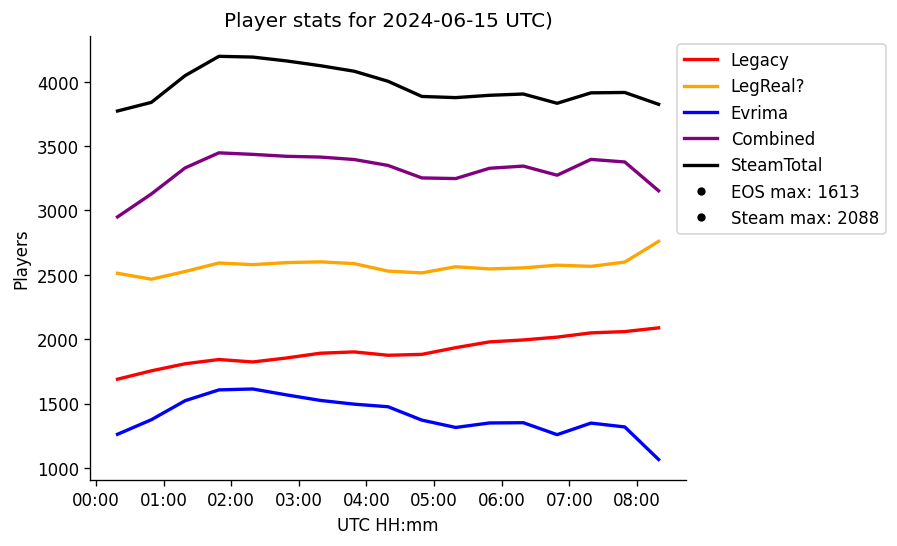 Player stats for 2024-06-15 UTC)
4000
3500
3000
2500
2000
1500
1000
Players
00:00 01:00 02:00 03:00 04:00 05:00 06:00 07:00 08:00
UTC HH:mm
Legacy
LegReal?
Evrima
Combined
SteamTotal
EOS max: 1613
Steam max: 2088